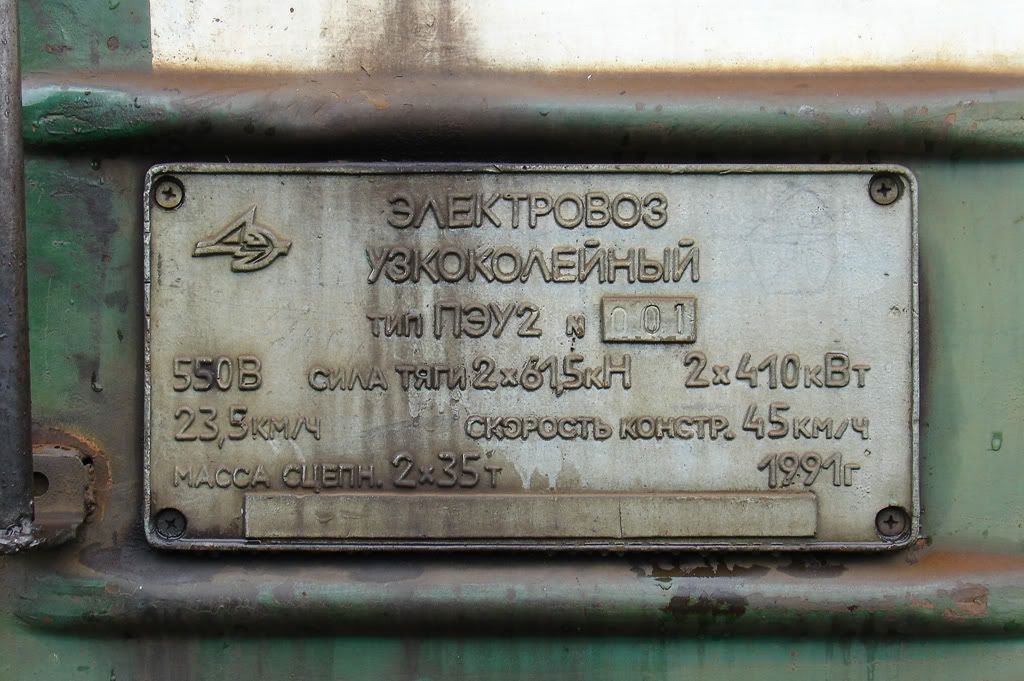 ДЭЗ
ЭЛЕКТРОВОЗ
УЗКОКОЛЕЙНЫЙ
тип ПЭУ2 N 001
550В СИЛА ТЯГИ 2×61,5кН 2×410кВт
23,5км/ч СКОРОСТЬ КОНСТР. 45км/ч
МАССА СЦЕПН. 2×35т 1991г